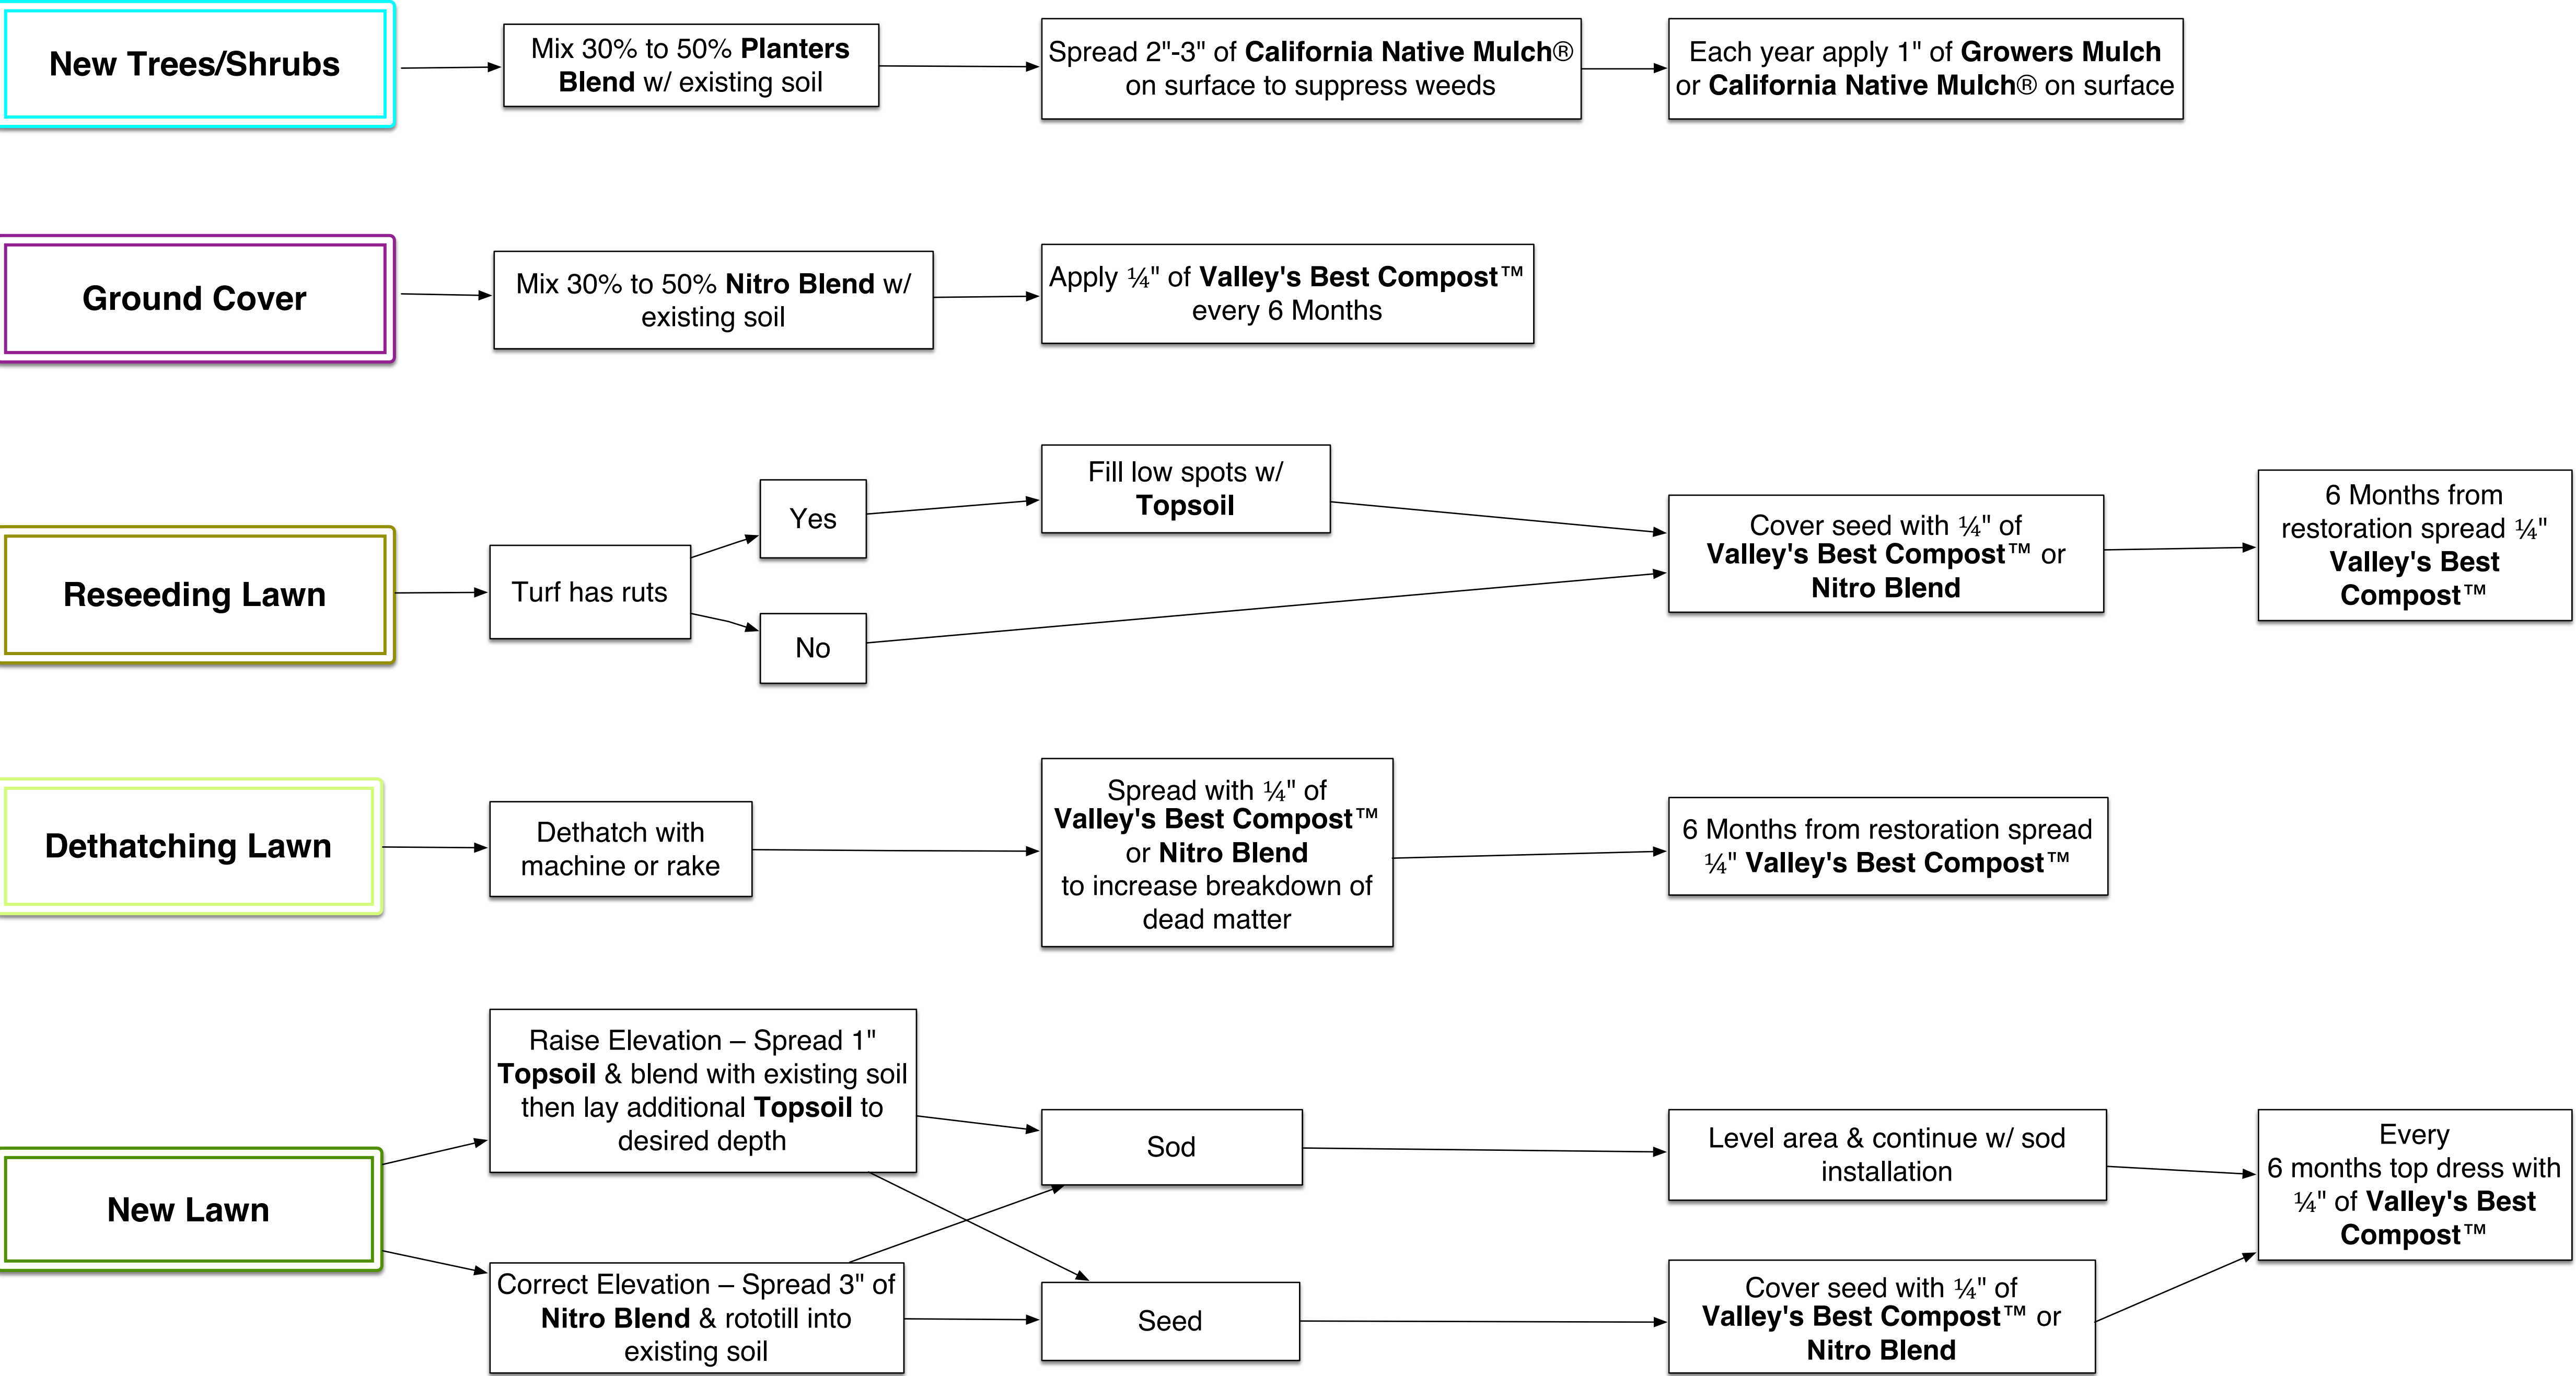 New Trees/Shrubs
Mix 30% to 50% Planters
Blend w/ existing soil
Spread 2"-3" of California Native Mulch®
on surface to suppress weeds
Each year apply 1" of Growers Mulch
or California Native Mulch® on surface
Ground Cover
Mix 30% to 50% Nitro Blend w/
existing soil
Apply ¼" of Valley's Best Compost™
every 6 Months
Reseeding Lawn
Turf has ruts
Yes
No
Fill low spots w/
Topsoil
Cover seed with ¼" of
Valley's Best Compost™ or
Nitro Blend
6 Months from
restoration spread ¼"
Valley's Best
Compost™
Dethatching Lawn
Dethatch with
machine or rake
Spread with ¼" of
Valley's Best Compost™
or Nitro Blend
to increase breakdown of
dead matter
6 Months from restoration spread
¼" Valley's Best Compost™
New Lawn
Raise Elevation – Spread 1"
Topsoil & blend with existing soil
then lay additional Topsoil to
desired depth
Correct Elevation – Spread 3" of
Nitro Blend & rototill into
existing soil
Sod
Seed
Level area & continue w/ sod
installation
Cover seed with ¼" of
Valley's Best Compost™ or
Nitro Blend
Every
6 months top dress with
¼" of Valley's Best
Compost™